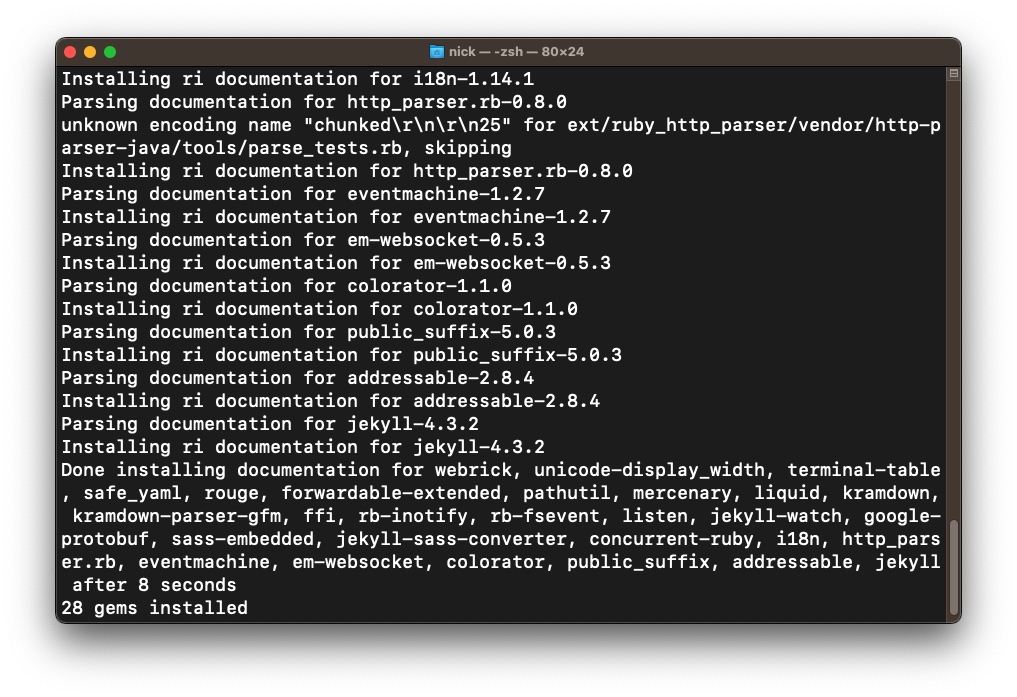 nick — -zsh — 80×24
Installing ri documentation for i18n-1.14.1
Parsing documentation for http_parser.rb-0.8.0
unknown encoding name "chunked\r\n\r\n25" for ext/ruby_http_parser/vendor/http-p
arser-java/tools/parse_tests.rb, skipping
Installing ri documentation for http_parser.rb-0.8.0
Parsing documentation for eventmachine-1.2.7
Installing ri documentation for eventmachine-1.2.7
Parsing documentation for em-websocket-0.5.3
Installing ri documentation for em-websocket-0.5.3
Parsing documentation for colorator-1.1.0
Installing ri documentation for colorator-1.1.0
Parsing documentation for public_suffix-5.0.3
Installing ri documentation for public_suffix-5.0.3
Parsing documentation for addressable-2.8.4
Installing ri documentation for addressable-2.8.4
Parsing documentation for jekyll-4.3.2
Installing ri documentation for jekyll-4.3.2
Done installing documentation for webrick, unicode-display_width, terminal-table
, safe_yaml, rouge, forwardable-extended, pathutil, mercenary, liquid, kramdown,
 kramdown-parser-gfm, ffi, rb-inotify, rb-fsevent, listen, jekyll-watch, google-
protobuf, sass-embedded, jekyll-sass-converter, concurrent-ruby, i18n, http_pars
er.rb, eventmachine, em-websocket, colorator, public_suffix, addressable, jekyll
 after 8 seconds
28 gems installed